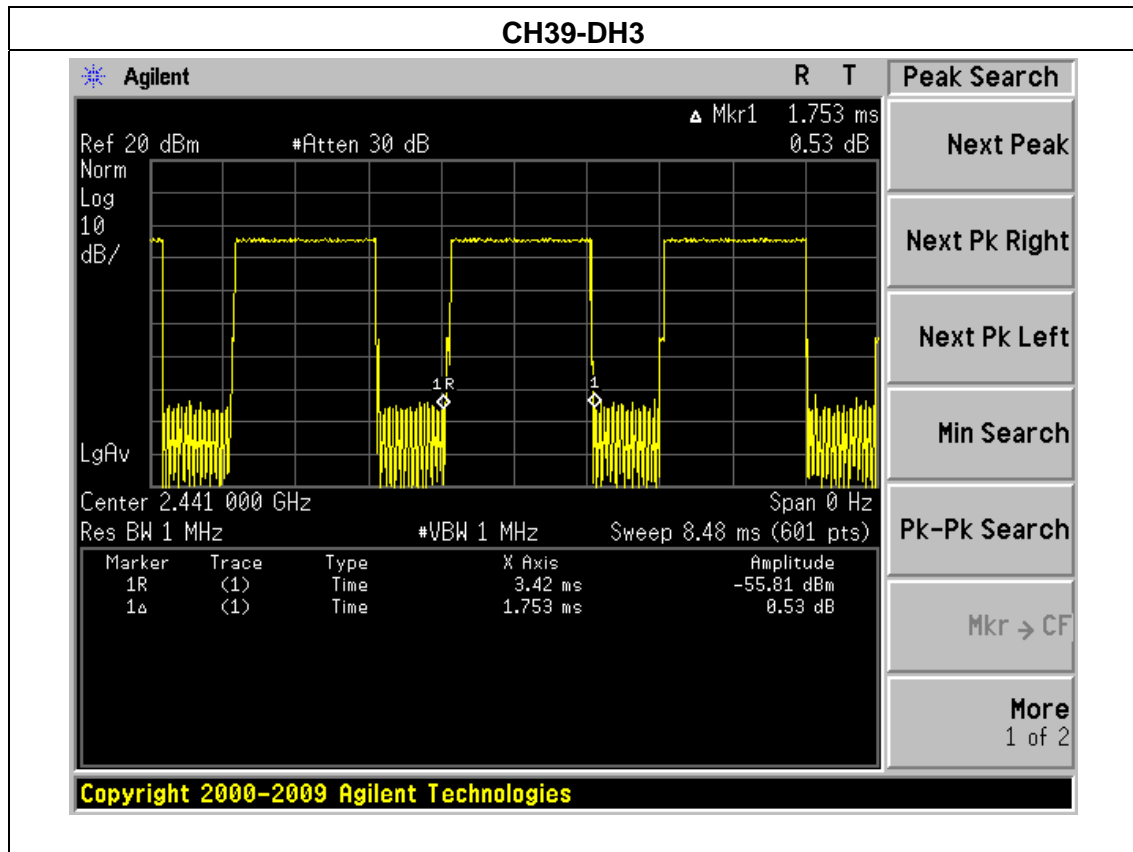 CH39-DH3
Agilent R T Peak Search
Δ Mkr1 1.753 ms
Ref 20 dBm #Atten 30 dB 0.53 dB
Norm
Log
10
dB/
1R 1
LgAv
Center 2.441 000 GHz Span 0 Hz
Res BW 1 MHz #VBW 1 MHz Sweep 8.48 ms (601 pts)
Marker Trace Type X Axis Amplitude
1R (1) Time 3.42 ms -55.81 dBm
1Δ (1) Time 1.753 ms 0.53 dB
Next Peak
Next Pk Right
Next Pk Left
Min Search
Pk-Pk Search
Mkr → CF
More
1 of 2
Copyright 2000-2009 Agilent Technologies